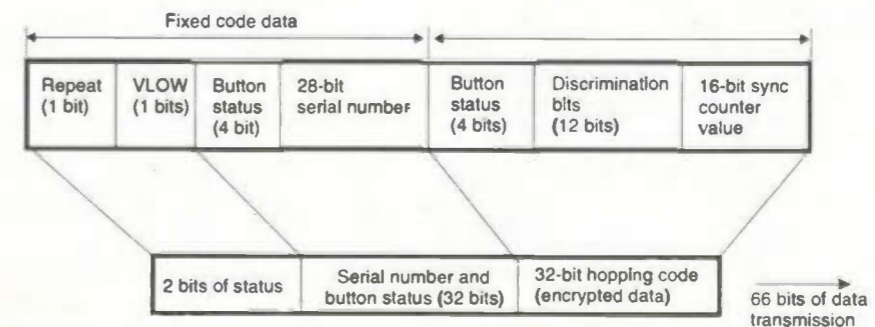 Fixed code data
Repeat
(1 bit)
VLOW
(1 bits)
Button
status
(4 bit)
28-bit
serial number
Button
status
(4 bits)
Discrimination
bits
(12 bits)
16-bit sync
counter
value
2 bits of status
Serial number and
button status (32 bits)
32-bit hopping code
(encrypted data)
66 bits of data
transmission